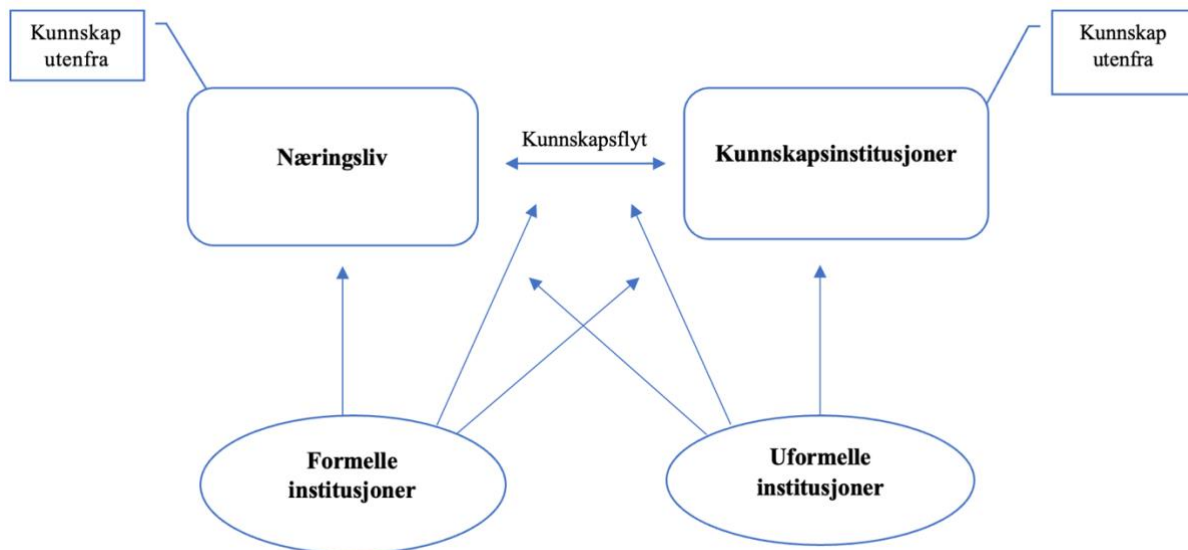 Kunnskap
utenfra
Kunnskap
utenfra
Næringsliv
Kunnskapsflyt
Kunnskapsinstitusjoner
Formelle
institusjoner
Uformelle
institusjoner